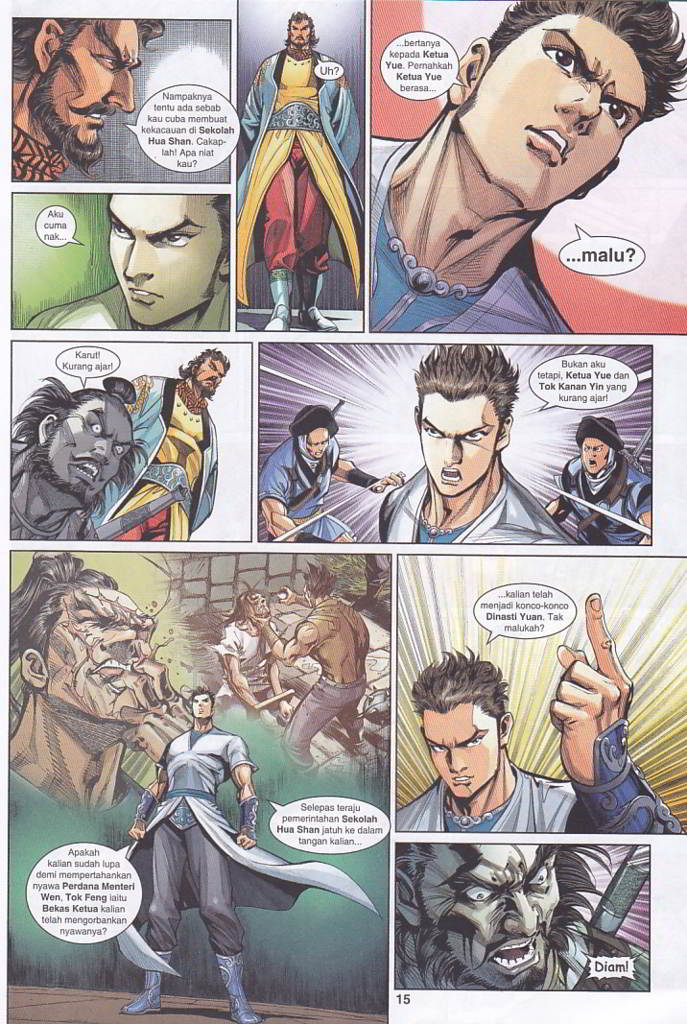 Nampaknya
tentu ada sebab
kau cuba membuat
kekacauan di Sekolah
Hua Shan. Cakap-
lah! Apa niat
kau?
Uh?
...bertanya
kepada Ketua
Yue. Pernahkah
Ketua Yue
berasa...
...malu?
Aku
cuma
nak...
Karut!
Kurang ajar!
Bukan aku
tetapi, Ketua Yue dan
Tok Kanan Yin yang
kurang ajar!
Apakah
kalian sudah lupa
demi mempertahankan
nyawa Perdana Menteri
Wen, Tok Feng iaitu
Bekas Ketua kalian
telah mengorbankan
nyawanya?
Selepas teraju
pemerintahan Sekolah
Hua Shan jatuh ke dalam
tangan kalian...
...kalian telah
menjadi konco-konco
Dinasti Yuan. Tak
malukah?
Diam!
15